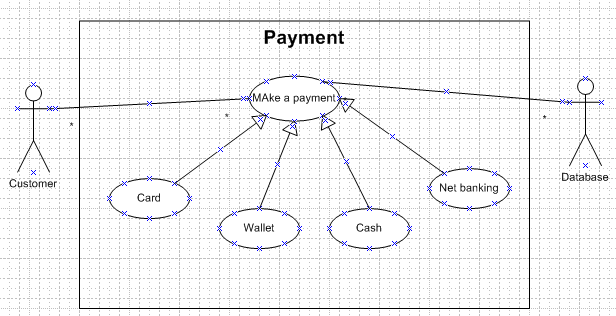 Payment
MAke a payment
*
*
*
Customer
Database
Card
Net banking
Wallet
Cash